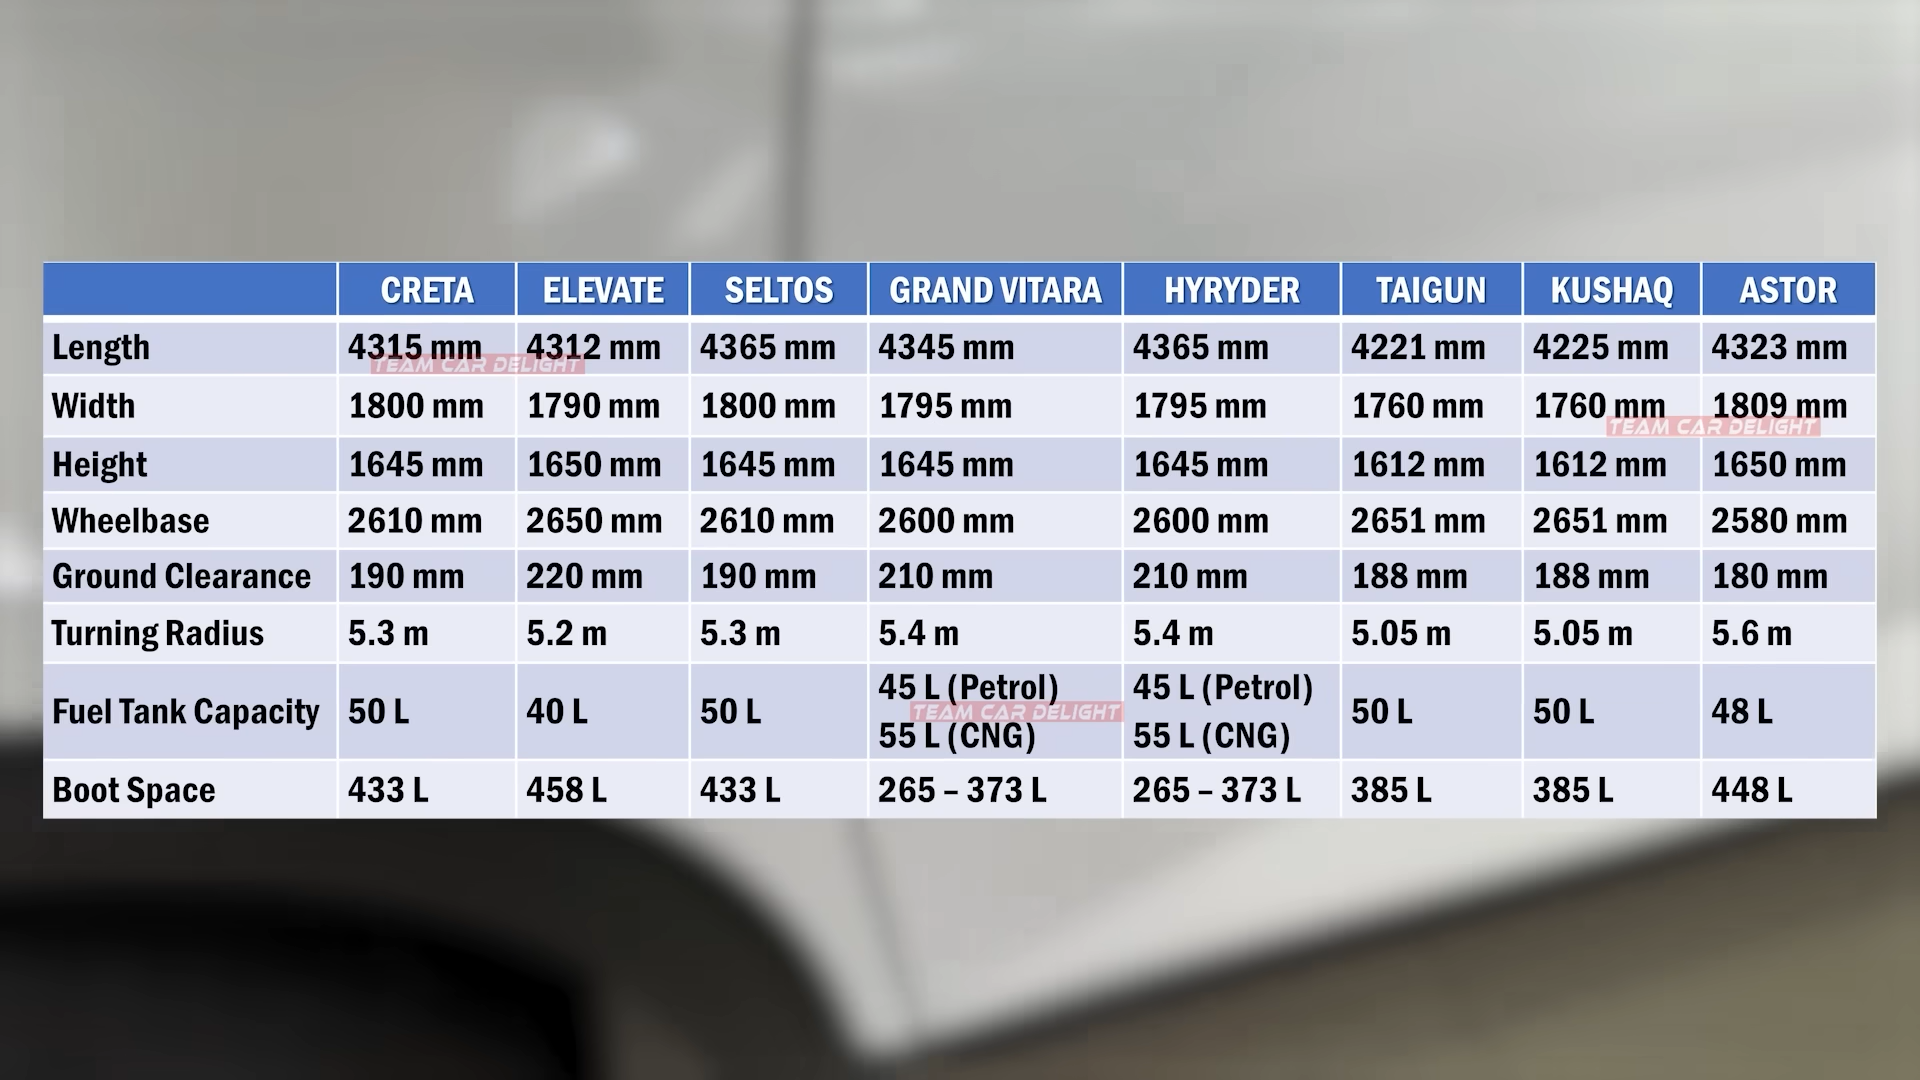 CRETA ELEVATE SELTOS GRAND VITARA HYRYDER TAIGUN KUSHAQ ASTOR
Length 4315 mm 4312 mm 4365 mm 4345 mm 4365 mm 4221 mm 4225 mm 4323 mm
TEAM CAR DELIGHT
Width 1800 mm 1790 mm 1800 mm 1795 mm 1795 mm 1760 mm 1760 mm 1809 mm
TEAM CAR DELIGHT
Height 1645 mm 1650 mm 1645 mm 1645 mm 1645 mm 1612 mm 1612 mm 1650 mm
Wheelbase 2610 mm 2650 mm 2610 mm 2600 mm 2600 mm 2651 mm 2651 mm 2580 mm
Ground Clearance 190 mm 220 mm 190 mm 210 mm 210 mm 188 mm 188 mm 180 mm
Turning Radius 5.3 m 5.2 m 5.3 m 5.4 m 5.4 m 5.05 m 5.05 m 5.6 m
45 L (Petrol) 45 L (Petrol)
Fuel Tank Capacity 50 L 40 L 50 L TEAM CAR DELIGHT 50 L 50 L 48 L
55 L (CNG) 55 L (CNG)
Boot Space 433 L 458 L 433 L 265 – 373 L 265 – 373 L 385 L 385 L 448 L